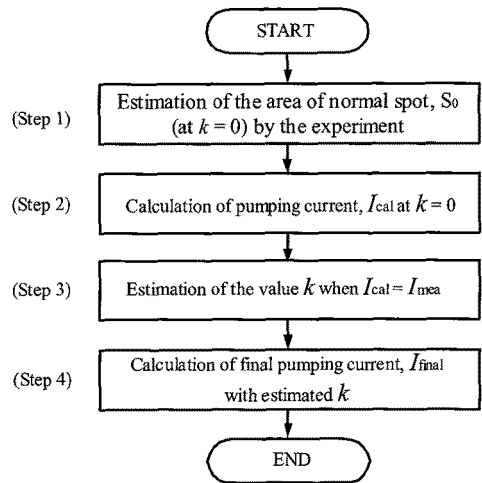 START
(Step 1)
Estimation of the area of normal spot, S0
(at k = 0) by the experiment
(Step 2)
Calculation of pumping current, Ical at k = 0
(Step 3)
Estimation of the value k when Ical = Imea
(Step 4)
Calculation of final pumping current, Ifinal
with estimated k
END